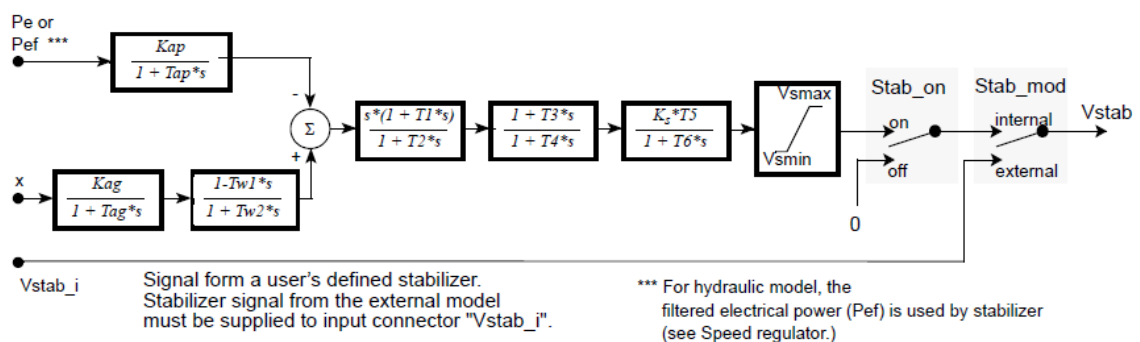 Pe or
Pef ***
Kap
1 + Tap*s
-
Σ
+
s*(1 + T1*s)
1 + T2*s
1 + T3*s
1 + T4*s
Ks*T5
1 + T6*s
Vsmax
Vsmin
Stab_on
on
off
0
Stab_mod
internal
external
Vstab
x
Kag
1 + Tag*s
1-Tw1*s
1 + Tw2*s
Vstab_i
Signal form a user's defined stabilizer.
Stabilizer signal from the external model
must be supplied to input connector "Vstab_i".
*** For hydraulic model, the
filtered electrical power (Pef) is used by stabilizer
(see Speed regulator.)